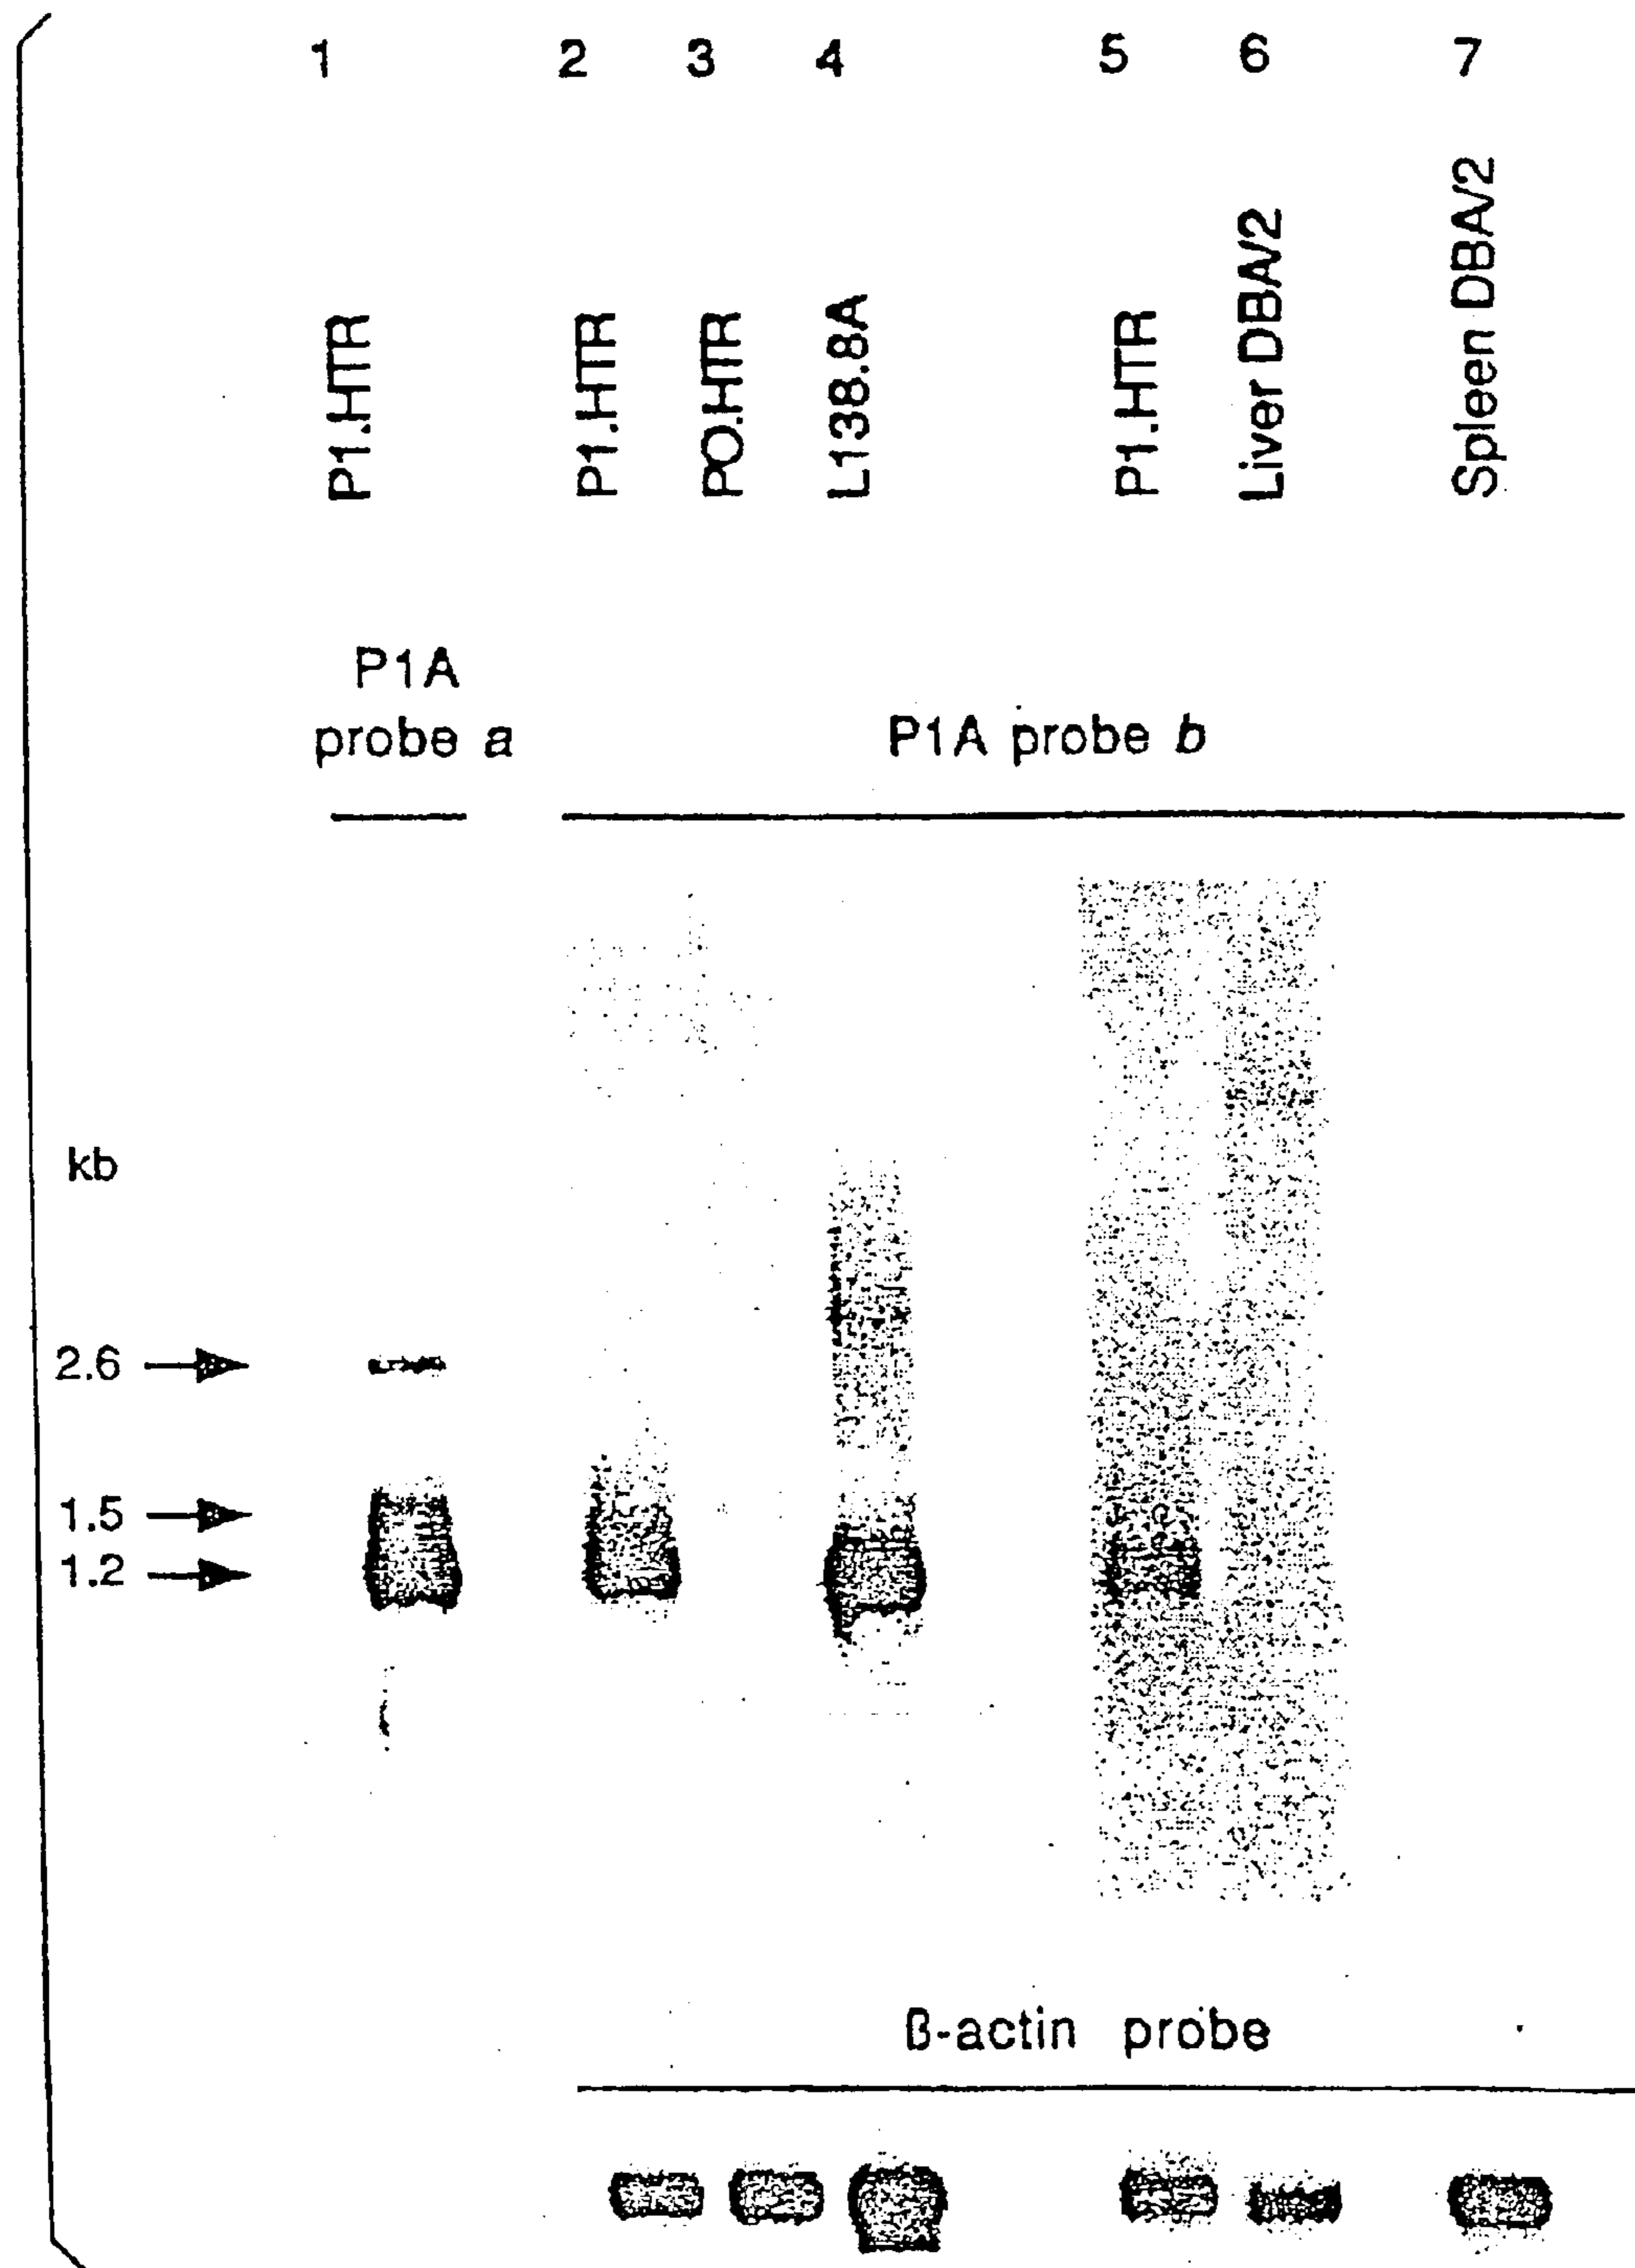 1 2 3 4 5 6 7
P1.HTR P1.HTR PO.HTR L138.8A P1.HTR Liver DBA/2 Spleen DBA/2
P1A
probe a
P1A probe b
kb
2.6
1.5
1.2
β-actin probe